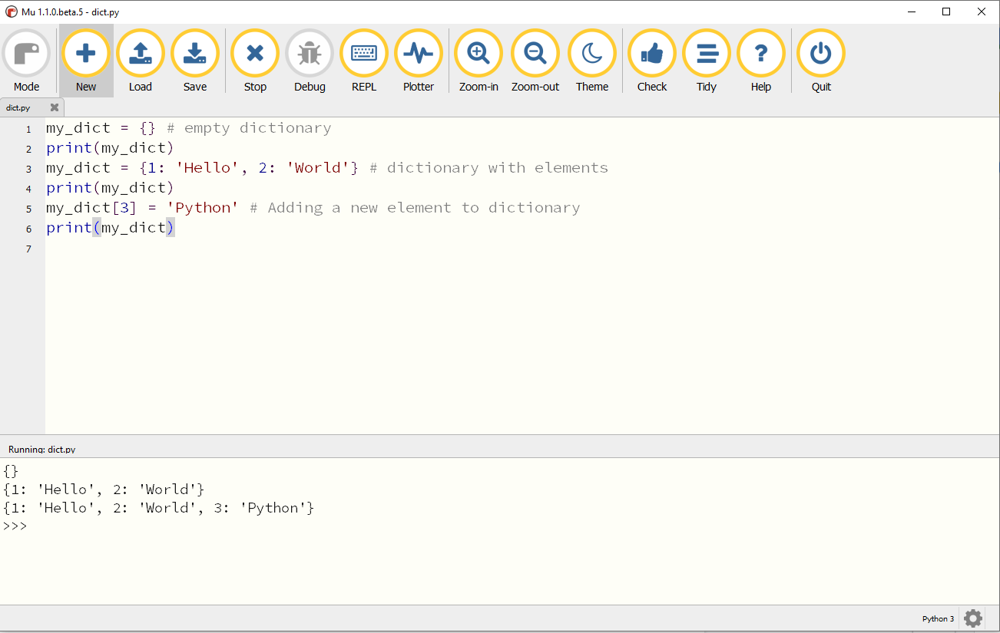 Mu 1.1.0.beta.5 - dict.py
Mode New Load Save Stop Debug REPL Plotter Zoom-in Zoom-out Theme Check Tidy Help Quit
dict.py
1 my_dict = {} # empty dictionary
2 print(my_dict)
3 my_dict = {1: 'Hello', 2: 'World'} # dictionary with elements
4 print(my_dict)
5 my_dict[3] = 'Python' # Adding a new element to dictionary
6 print(my_dict)
7
Running: dict.py
{}
{1: 'Hello', 2: 'World'}
{1: 'Hello', 2: 'World', 3: 'Python'}
>>>
Python 3